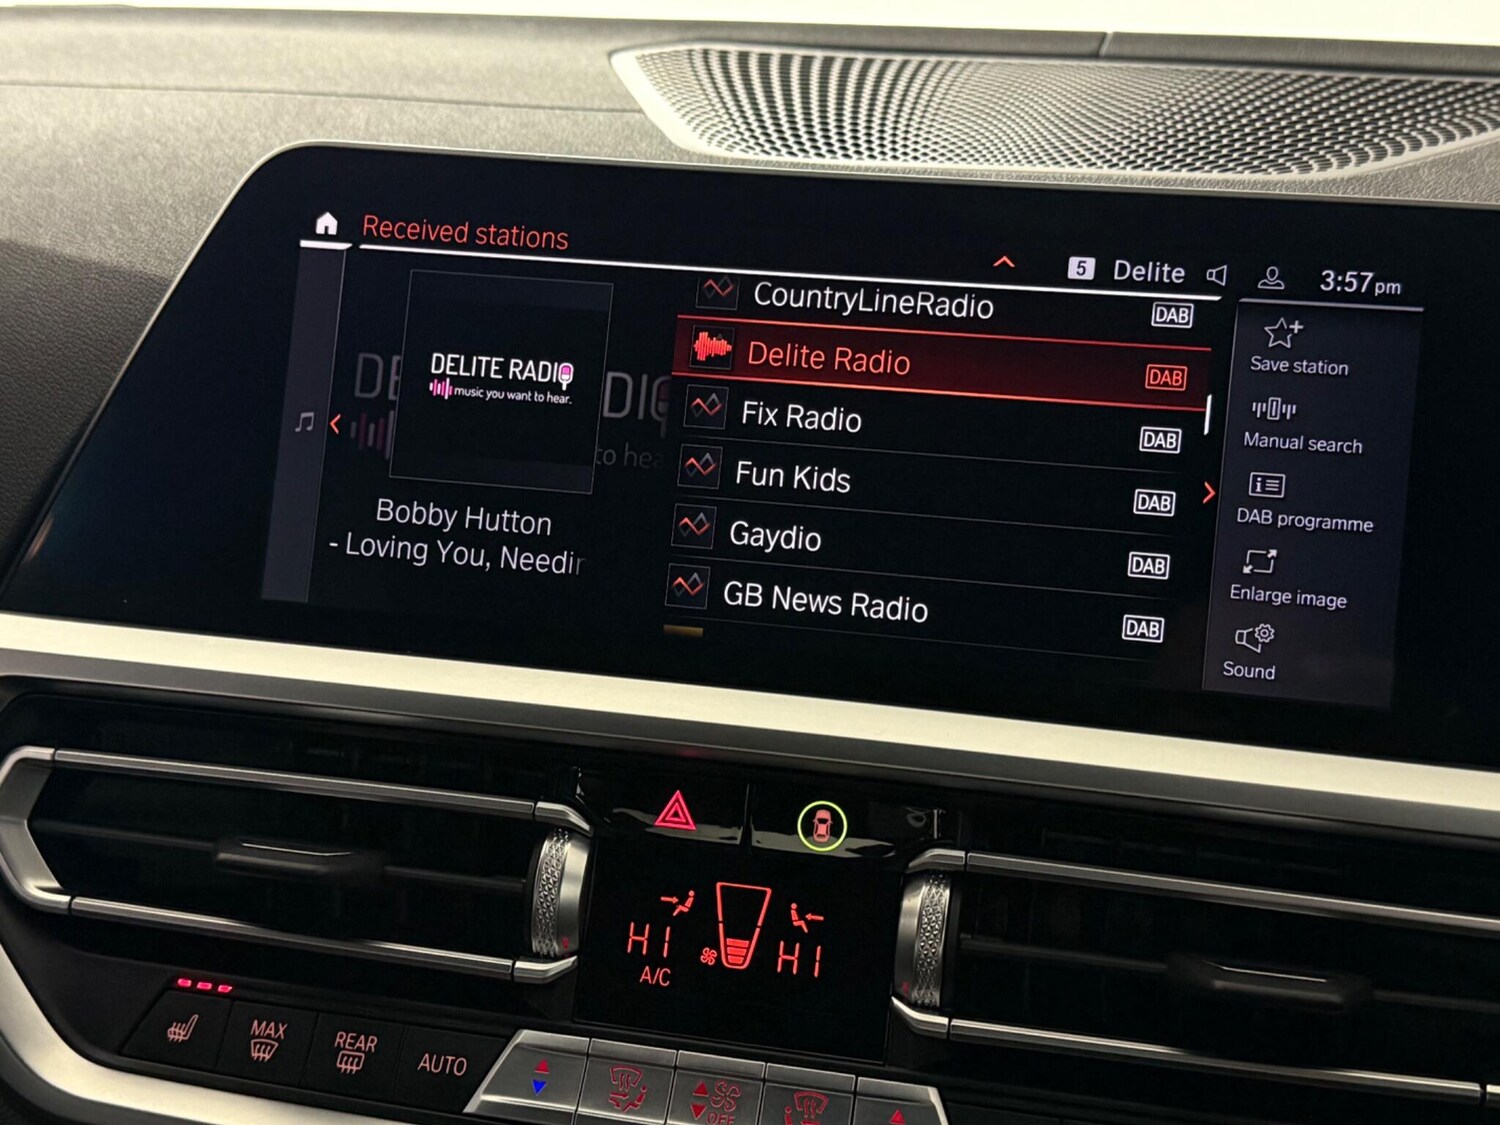 Received stations
5 Delite
3:57pm
DELITE RADIO
music you want to hear.
Bobby Hutton
- Loving You, Needin
CountryLineRadio DAB
Delite Radio DAB
Fix Radio DAB
Fun Kids DAB
Gaydio DAB
GB News Radio DAB
Save station
Manual search
DAB programme
Enlarge image
Sound
HI
A/C
HI
MAX
REAR
AUTO
OFF